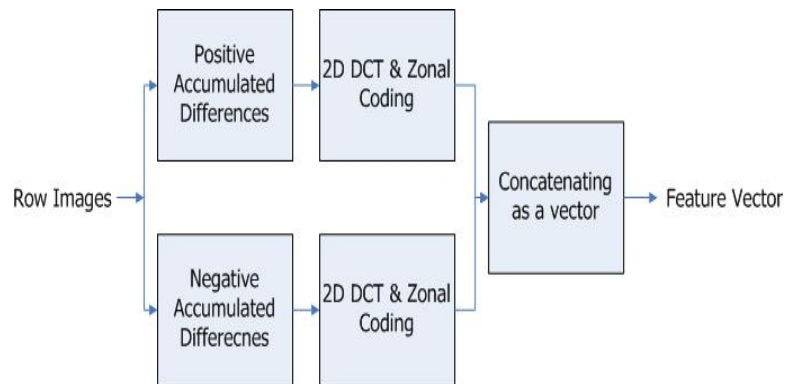 Positive
Accumulated
Differences
2D DCT & Zonal
Coding
Row Images
Concatenating
as a vector
Feature Vector
Negative
Accumulated
Differecnes
2D DCT & Zonal
Coding